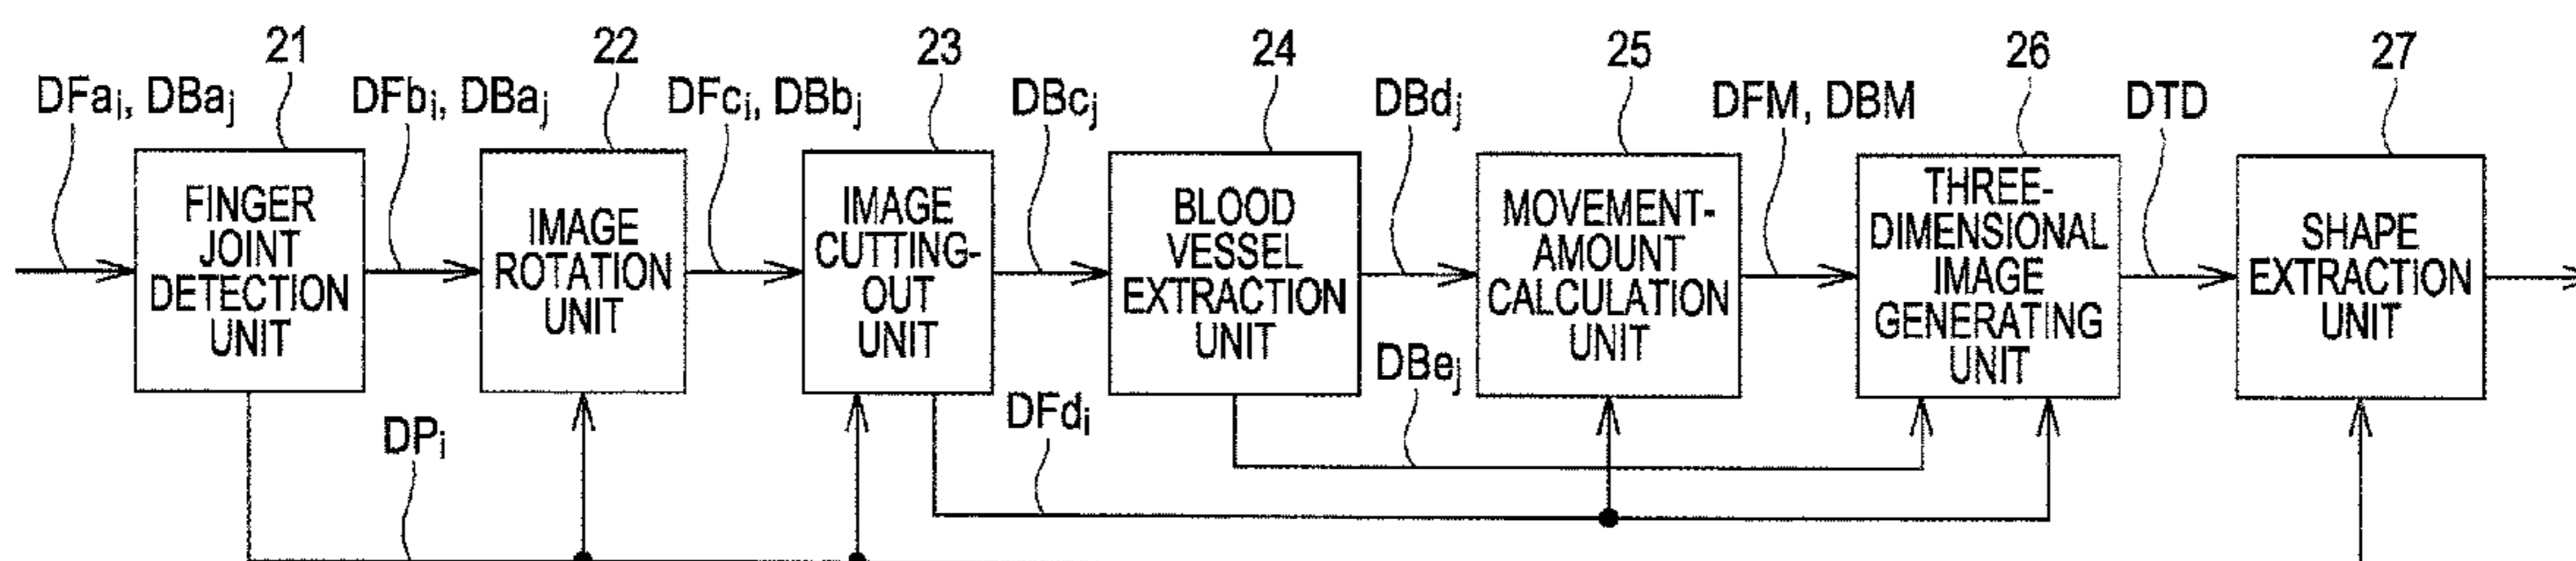 21
22
23
24
25
26
27
DFai, DBaj
DFbi, DBaj
DFci, DBbj
DBcj
DBdj
DFM, DBM
DTD
FINGER
JOINT
DETECTION
UNIT
IMAGE
ROTATION
UNIT
IMAGE
CUTTING-
OUT
UNIT
BLOOD
VESSEL
EXTRACTION
UNIT
MOVEMENT-
AMOUNT
CALCULATION
UNIT
THREE-
DIMENSIONAL
IMAGE
GENERATING
UNIT
SHAPE
EXTRACTION
UNIT
DBej
DFdi
DPi